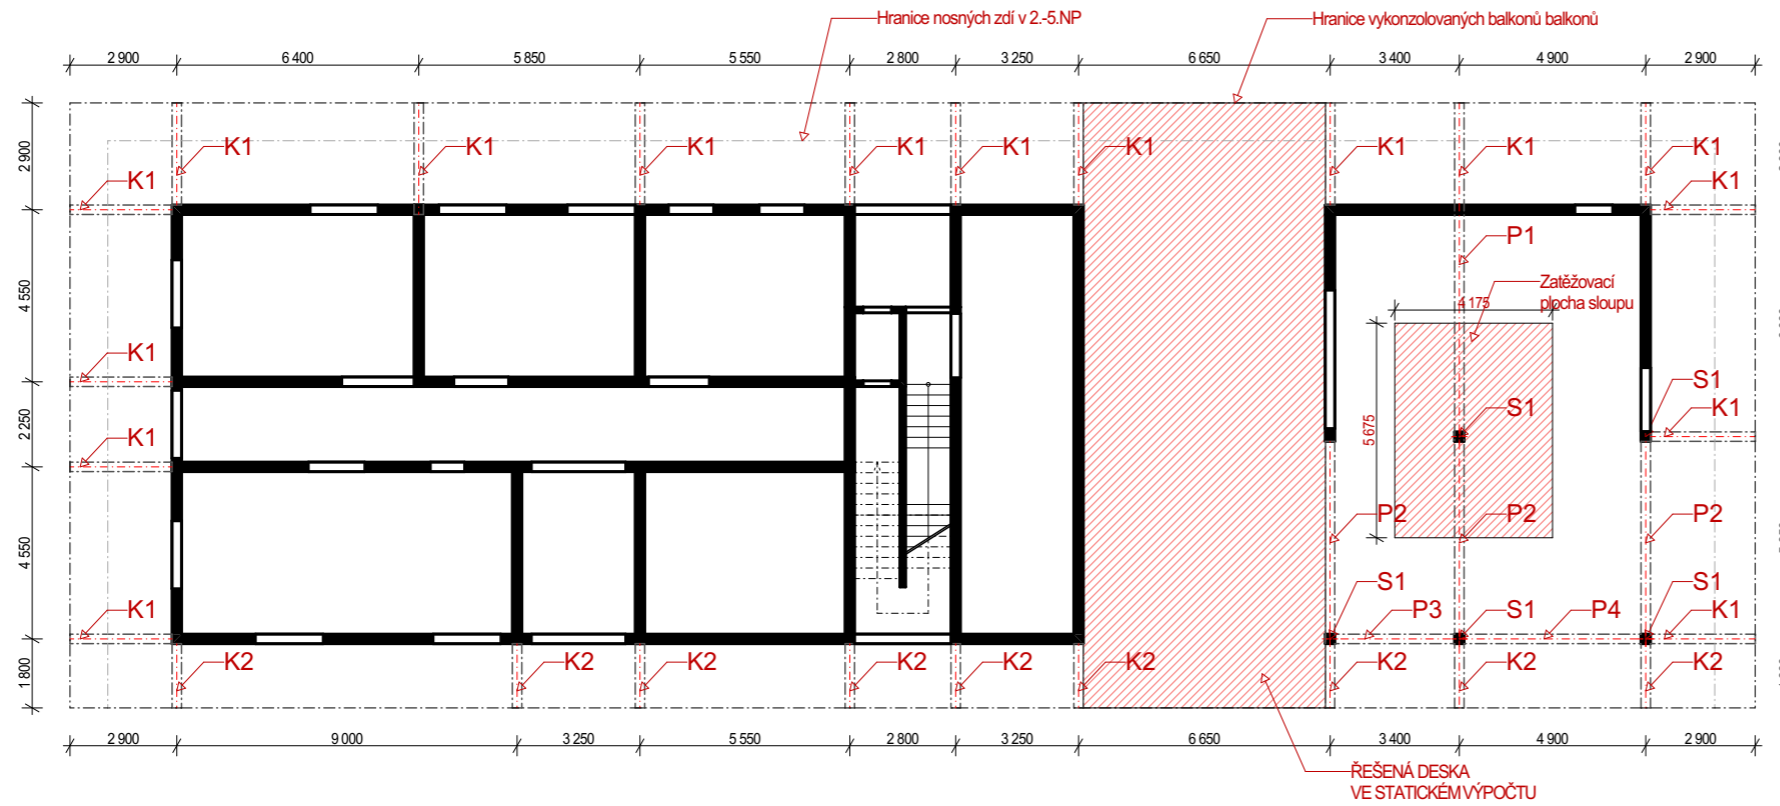 Hranice nosných zdí v 2.-5.NP
Hranice vykonzolovaných balkonů balkonů
2 900 6 400 5 850 5 550 2 800 3 250 6 650 3 400 4 900 2 900
K1 K1 K1 K1 K1 K1 K1 K1 K1
2 900
K1 K1
P1
4 550
Zatěžovací
plocha sloupu
4 175
K1 S1
2 250
5 675
S1 K1
K1
P2 P2 P2
4 550
S1 S1 S1
K1 P3 P4 K1
1 800
K2 K2 K2 K2 K2 K2 K2 K2 K2
2 900 9 000 3 250 5 550 2 800 3 250 6 650 3 400 4 900 2 900
ŘEŠENÁ DESKA
VE STATICKÉM VÝPOČTU